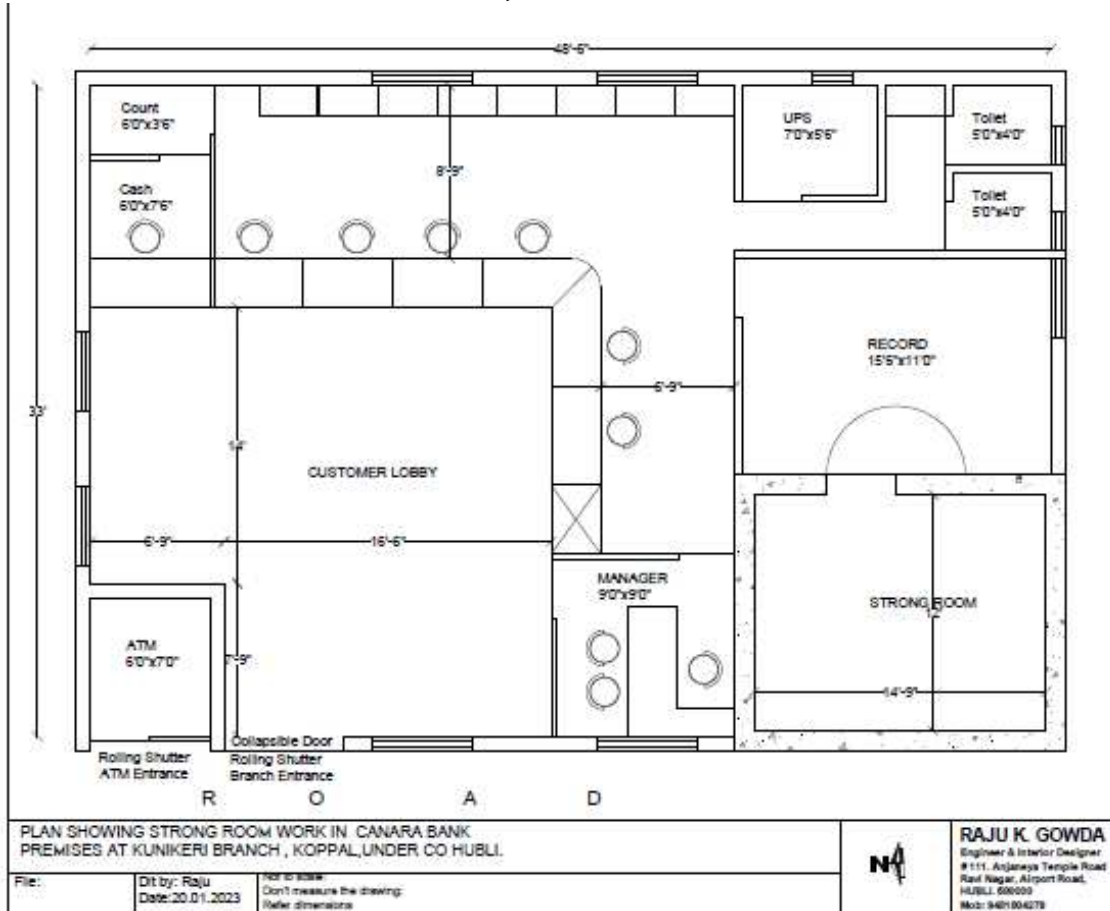 48'-6"
Count
6'0"x3'6"
Cash
6'0"x7'6"
8'-9"
UPS
7'0"x5'6"
Toilet
5'0"x4'0"
Toilet
5'0"x4'0"
33'
RECORD
15'6"x11'0"
6'-9"
14'
CUSTOMER LOBBY
6'-9"
16'-6"
MANAGER
9'0"x9'0"
STRONG ROOM
12'
14'-9"
ATM
6'0"x7'0"
Collapsible Door
Rolling Shutter
Branch Entrance
Rolling Shutter
ATM Entrance
R O A D
PLAN SHOWING STRONG ROOM WORK IN CANARA BANK
PREMISES AT KUNIKERI BRANCH , KOPPAL,UNDER CO HUBLI.
File:
Dit by: Raju
Date:20.01.2023
Not to scale:
Don't measure the drawing:
Refer dimensions
N
RAJU K. GOWDA
Engineer & Interior Designer
# 111, Anjaneya Temple Road
Ravi Nagar, Airport Road,